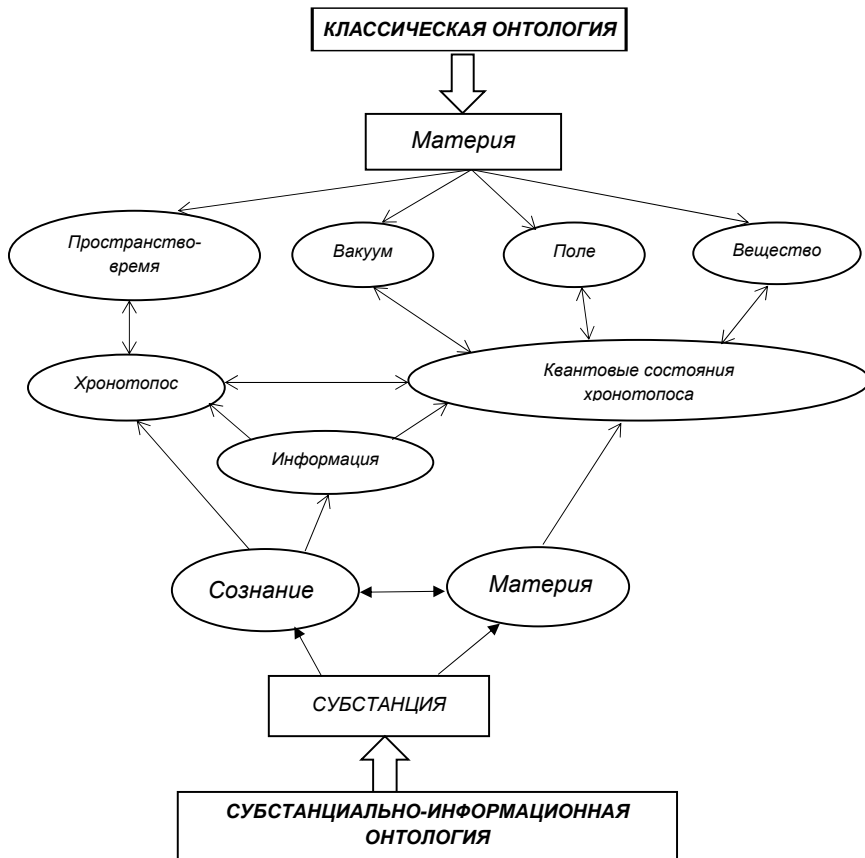 КЛАССИЧЕСКАЯ ОНТОЛОГИЯ
Материя
Пространство-
время
Вакуум
Поле
Вещество
Хронотопос
Квантовые состояния
хронотопоса
Информация
Сознание
Материя
СУБСТАНЦИЯ
СУБСТАНЦИАЛЬНО-ИНФОРМАЦИОННАЯ
ОНТОЛОГИЯ